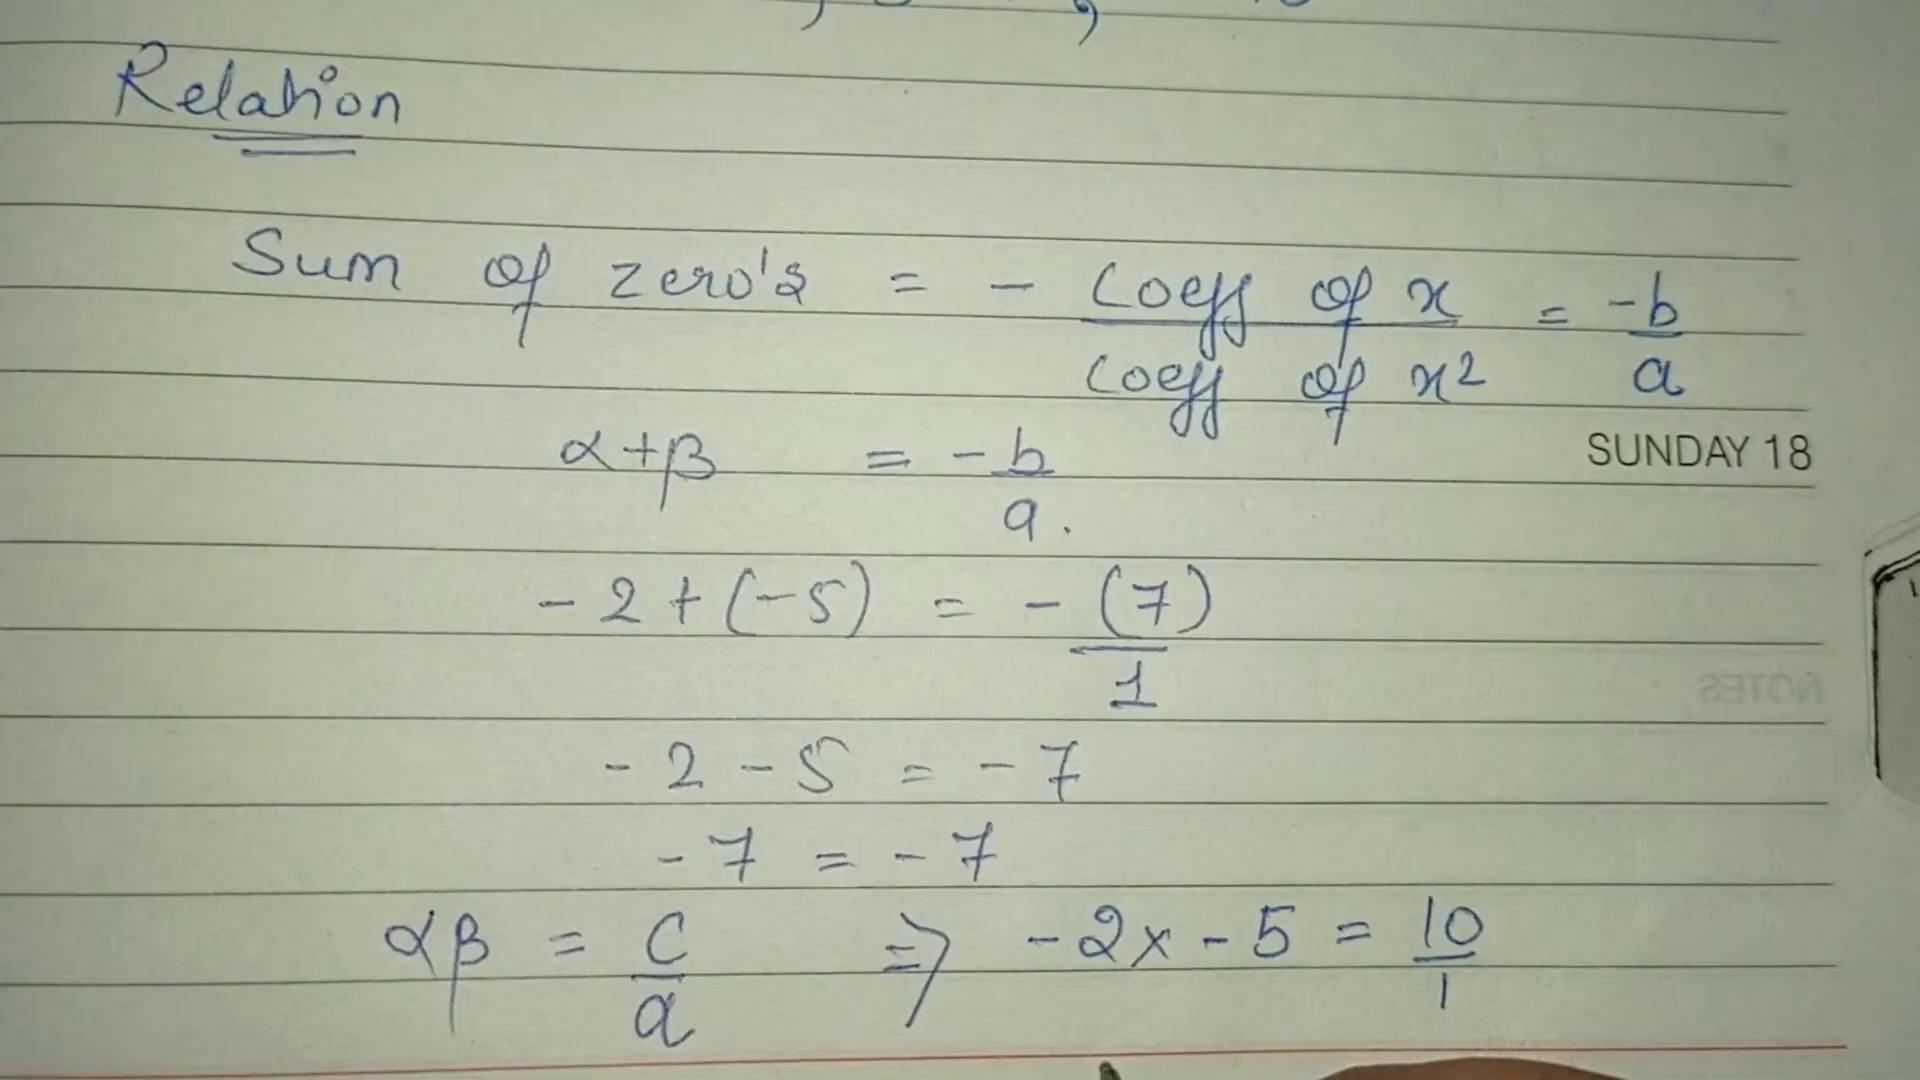 Relation
Sum of zero's = - Coeff of x / Coeff of x² = -b/a
α+β = -b/a.
SUNDAY 18
-2+(-5) = -(7)/1
NOTES
-2-5 = -7
-7 = -7
αβ = C/a ⇒ -2x-5 = 10/1